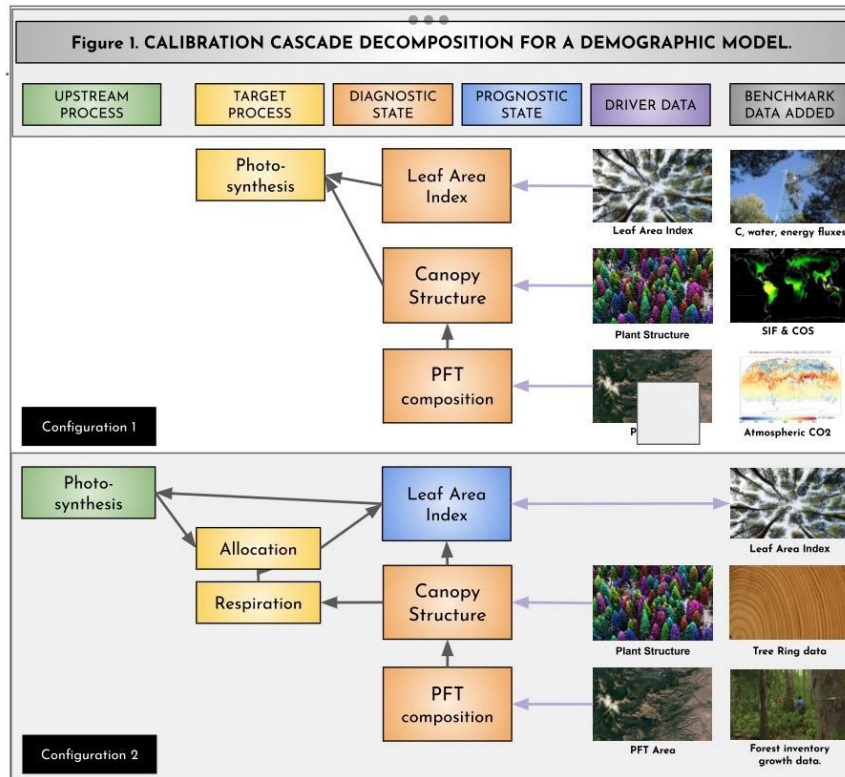 Figure 1. CALIBRATION CASCADE DECOMPOSITION FOR A DEMOGRAPHIC MODEL.
UPSTREAM
PROCESS
TARGET
PROCESS
DIAGNOSTIC
STATE
PROGNOSTIC
STATE
DRIVER DATA
BENCHMARK
DATA ADDED
Photo-
synthesis
Leaf Area
Index
Leaf Area Index
C, water, energy fluxes
Canopy
Structure
Plant Structure
SIF & COS
PFT
composition
Atmospheric CO2
Configuration 1
Photo-
synthesis
Leaf Area
Index
Leaf Area Index
Allocation
Respiration
Canopy
Structure
Plant Structure
Tree Ring data
PFT
composition
PFT Area
Forest inventory
growth data.
Configuration 2